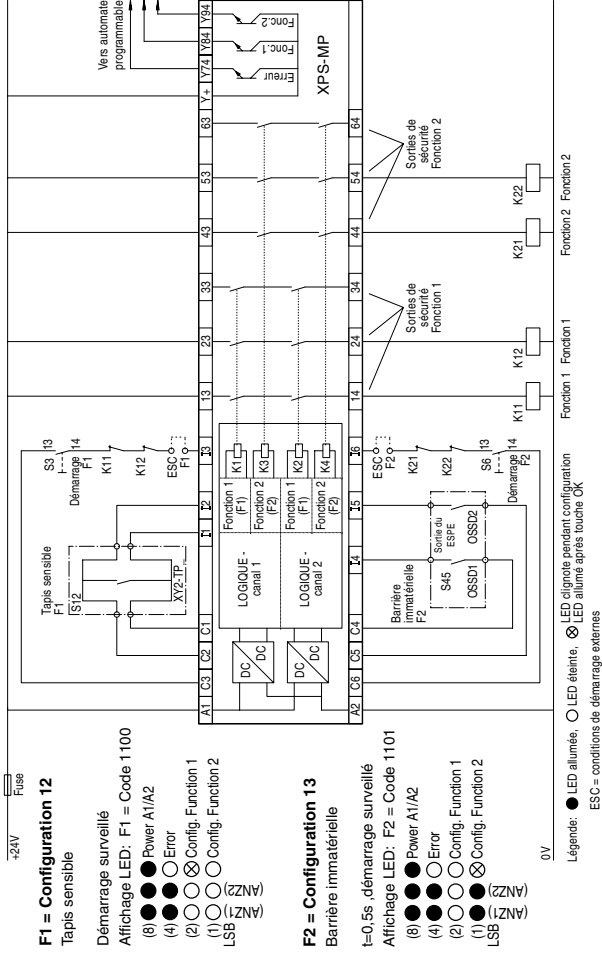 +24V
Fuse
F1 = Configuration 12
Tapis sensible
Démarrage surveillé
Affichage LED: F1 = Code 1100
(8) Power A1/A2
(4) Error
(2) Config. Function 1
(1) Config. Function 2
LSB
(ANZ1)
(ANZ2)
F2 = Configuration 13
Barrière immatérielle
t=0,5s ,démarrage surveillé
Affichage LED: F2 = Code 1101
(8) Power A1/A2
(4) Error
(2) Config. Function 1
(1) Config. Function 2
LSB
(ANZ1)
(ANZ2)
0V
Légende: LED allumée, LED éteinte, LED clignote pendant configuration
LED allumé après touche OK
ESC = conditions de démarrage externes
Tapis sensible
F1
S12
XY2-TP
S3 13
14
Démarrage
F1
K11
K12
ESC
F1
Vers automate
programmable
A1 C3 C2 C1 I1 I2 I3 13 23 33 43 53 63 Y+ Y74 Y84 Y94
DC
DC
DC
DC
LOGIQUE -
canal 1
LOGIQUE -
canal 2
Fonction 1
(F1)
Fonction 2
(F2)
Fonction 1
(F1)
Fonction 2
(F2)
K1
K3
K2
K4
Erreur
Fonc.1
Fonc.2
XPS-MP
A2 C6 C5 C4 I4 I5 I6 14 24 34 44 54 64
Barrière
immatérielle
F2
Sortie du
ESPE
S45
OSSD1
OSSD2
ESC
F2
K21
K22
S6 13
14
Démarrage
F2
Sorties de
sécurité
Fonction 1
Sorties de
sécurité
Fonction 2
K11
K12
K21
K22
Fonction 1
Fonction 1
Fonction 2
Fonction 2